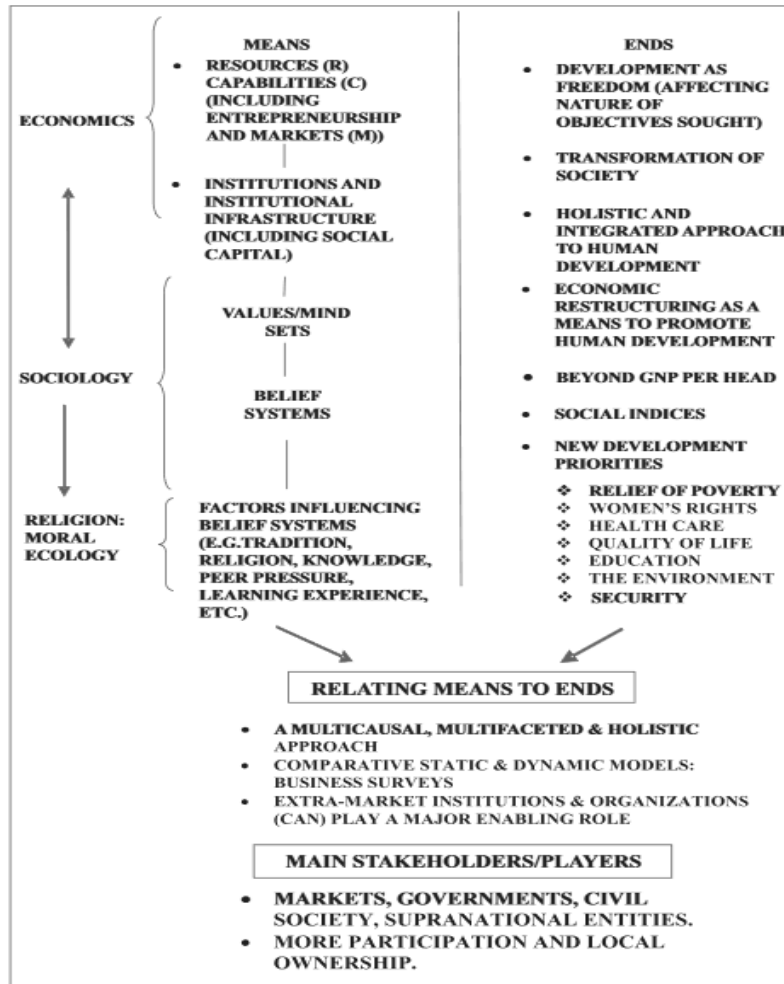 MEANS
• RESOURCES (R)
CAPABILITIES (C)
(INCLUDING
ENTREPRENEURSHIP
AND MARKETS (M))
ECONOMICS
• INSTITUTIONS AND
INSTITUTIONAL
INFRASTRUCTURE
(INCLUDING SOCIAL
CAPITAL)
VALUES/MIND
SETS
SOCIOLOGY
BELIEF
SYSTEMS
RELIGION:
MORAL
ECOLOGY
FACTORS INFLUENCING
BELIEF SYSTEMS
(E.G.TRADITION,
RELIGION, KNOWLEDGE,
PEER PRESSURE,
LEARNING EXPERIENCE,
ETC.)
ENDS
• DEVELOPMENT AS
FREEDOM (AFFECTING
NATURE OF
OBJECTIVES SOUGHT)
• TRANSFORMATION OF
SOCIETY
• HOLISTIC AND
INTEGRATED APPROACH
TO HUMAN
DEVELOPMENT
• ECONOMIC
RESTRUCTURING AS A
MEANS TO PROMOTE
HUMAN DEVELOPMENT
• BEYOND GNP PER HEAD
• SOCIAL INDICES
• NEW DEVELOPMENT
PRIORITIES
❖ RELIEF OF POVERTY
❖ WOMEN'S RIGHTS
❖ HEALTH CARE
❖ QUALITY OF LIFE
❖ EDUCATION
❖ THE ENVIRONMENT
❖ SECURITY
RELATING MEANS TO ENDS
• A MULTICAUSAL, MULTIFACETED & HOLISTIC
APPROACH
• COMPARATIVE STATIC & DYNAMIC MODELS:
BUSINESS SURVEYS
• EXTRA-MARKET INSTITUTIONS & ORGANIZATIONS
(CAN) PLAY A MAJOR ENABLING ROLE
MAIN STAKEHOLDERS/PLAYERS
• MARKETS, GOVERNMENTS, CIVIL
SOCIETY, SUPRANATIONAL ENTITIES.
• MORE PARTICIPATION AND LOCAL
OWNERSHIP.